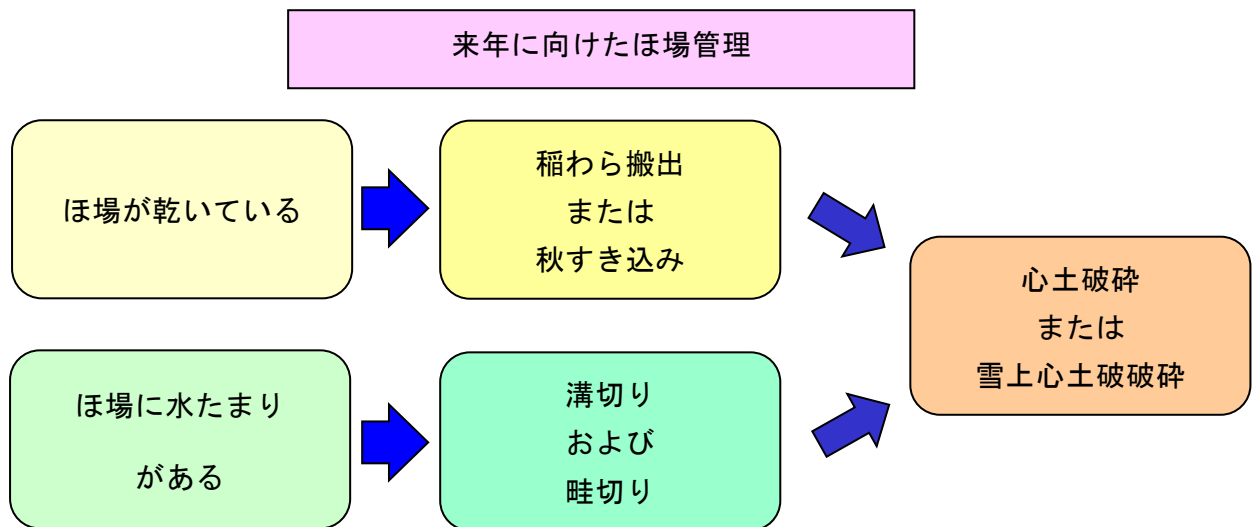 来年に向けたほ場管理
ほ場が乾いている
稲わら搬出
または
秋すき込み
ほ場に水たまり
がある
溝切り
および
畦切り
心土破砕
または
雪上心土破破砕